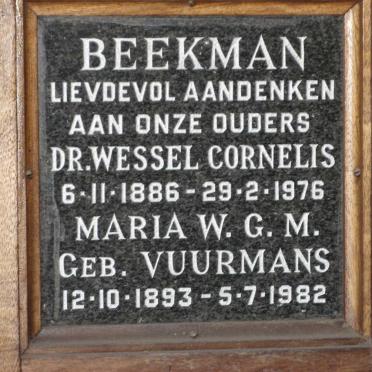 BEEKMAN
LIEVDEVOL AANDENKEN
AAN ONZE OUDERS
DR. WESSEL CORNELIS
6·11·1886 - 29·2·1976
MARIA W. G. M.
GEB. VUURMANS
12·10·1893 - 5·7·1982